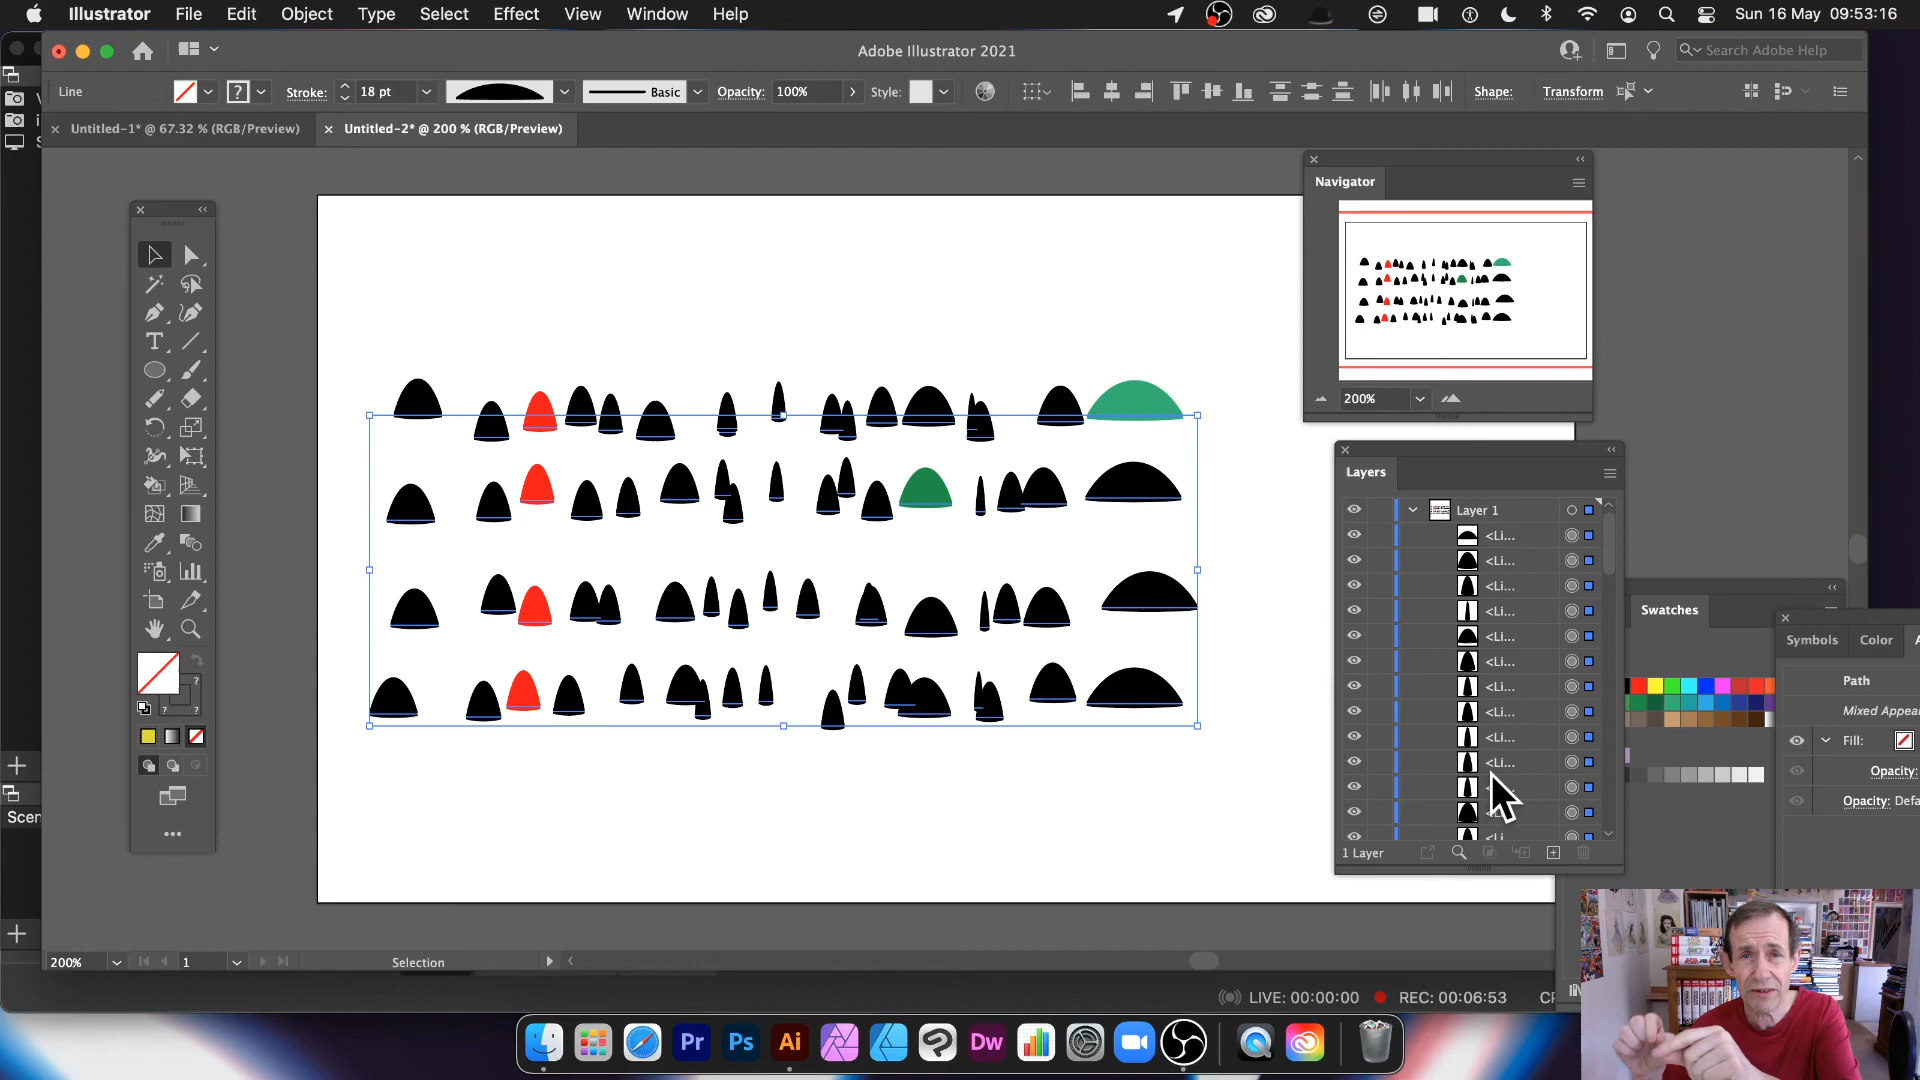 Illustrator File Edit Object Type Select Effect View Window Help
Sun 16 May 09:53:16
Adobe Illustrator 2021
Search Adobe Help
Line
?
Stroke: 18 pt
Basic
Opacity: 100%
Style:
Shape:
Transform
Untitled-1* @ 67.32 % (RGB/Preview)
Untitled-2* @ 200 % (RGB/Preview)
Navigator
200%
Layers
Layer 1
<Li...
<Li...
<Li...
<Li...
<Li...
<Li...
<Li...
<Li...
<Li...
<Li...
1 Layer
Swatches
Symbols Color
Path
Mixed Appea
Fill:
Opacity:
Opacity: Defa
T
?
? ?
Scen
200%
1
Selection
LIVE: 00:00:00
REC: 00:06:53
Pr
Ps
Ai
Dw